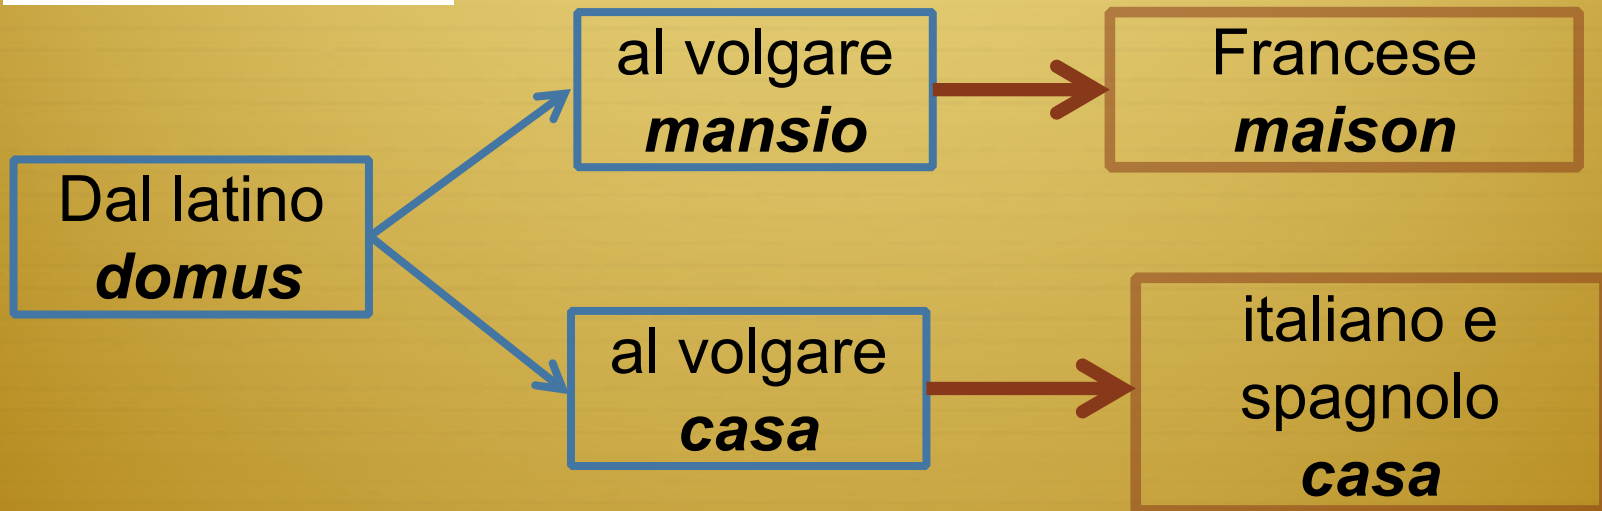 Dal latino
domus
al volgare
mansio
Francese
maison
al volgare
casa
italiano e
spagnolo
casa